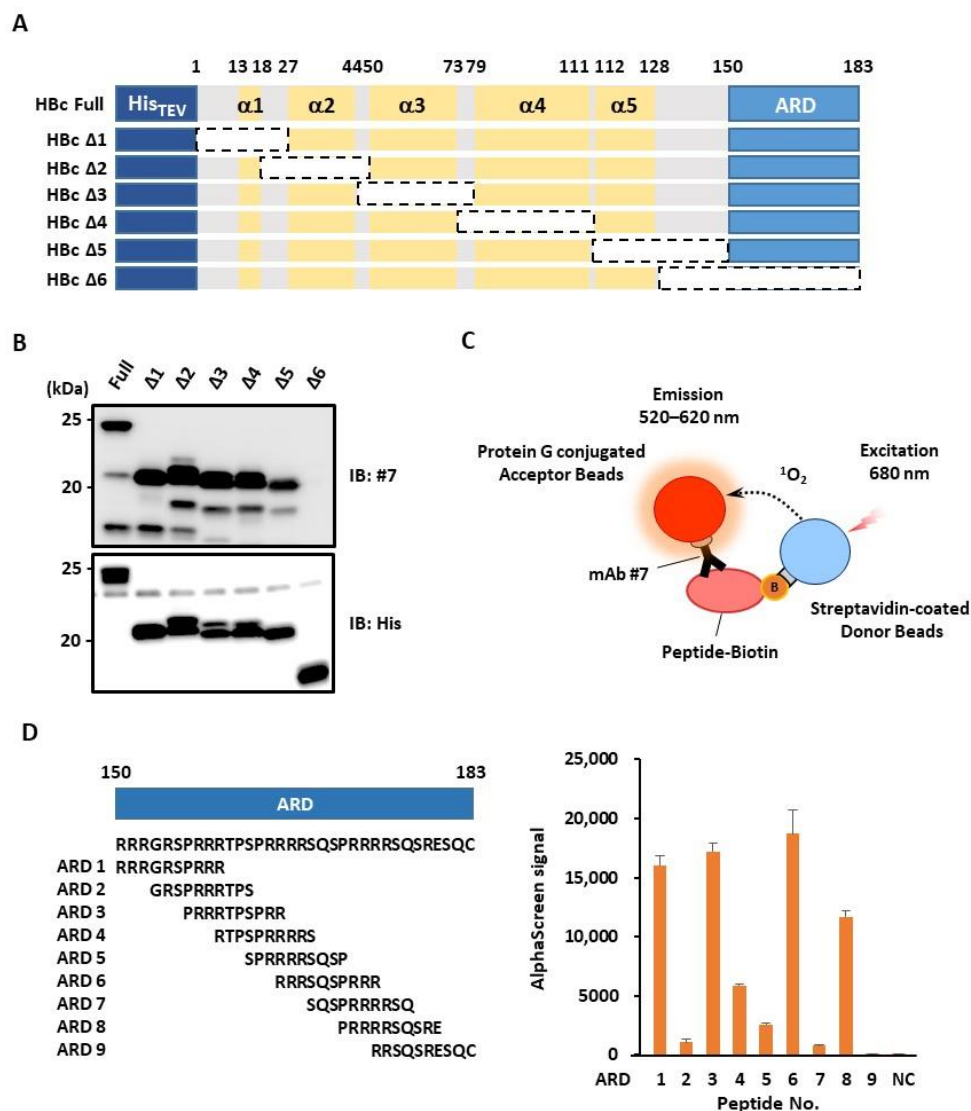 A
1 13 18 27 4450 73 79 111 112 128 150 183
HBc Full HisTEV α1 α2 α3 α4 α5 ARD
HBc Δ1
HBc Δ2
HBc Δ3
HBc Δ4
HBc Δ5
HBc Δ6
B
(kDa) Full Δ1 Δ2 Δ3 Δ4 Δ5 Δ6
25
20
IB: #7
25
20
IB: His
C
Emission
520–620 nm
Protein G conjugated
Acceptor Beads
Excitation
680 nm
¹O₂
mAb #7
B
Streptavidin-coated
Donor Beads
Peptide-Biotin
D
150 183
ARD
RRRGRSPRRRTPSPRRRRSQSPRRRRSQSRESQC
ARD 1 RRRGRSPRRR
ARD 2 GRSPRRRTPS
ARD 3 PRRRTPSPRR
ARD 4 RTPSPRRRRS
ARD 5 SPRRRRSQSP
ARD 6 RRRSQSPRRR
ARD 7 SQSPRRRRSQ
ARD 8 PRRRRSQSRE
ARD 9 RRSQSRESQC
AlphaScreen signal
25,000
20,000
15,000
10,000
5000
0
ARD 1 2 3 4 5 6 7 8 9 NC
Peptide No.